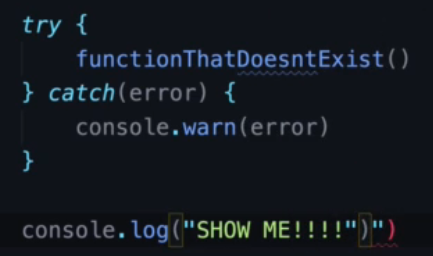 try {
    functionThatDoesntExist()
} catch(error) {
    console.warn(error)
}
console.log("SHOW ME!!!!")")